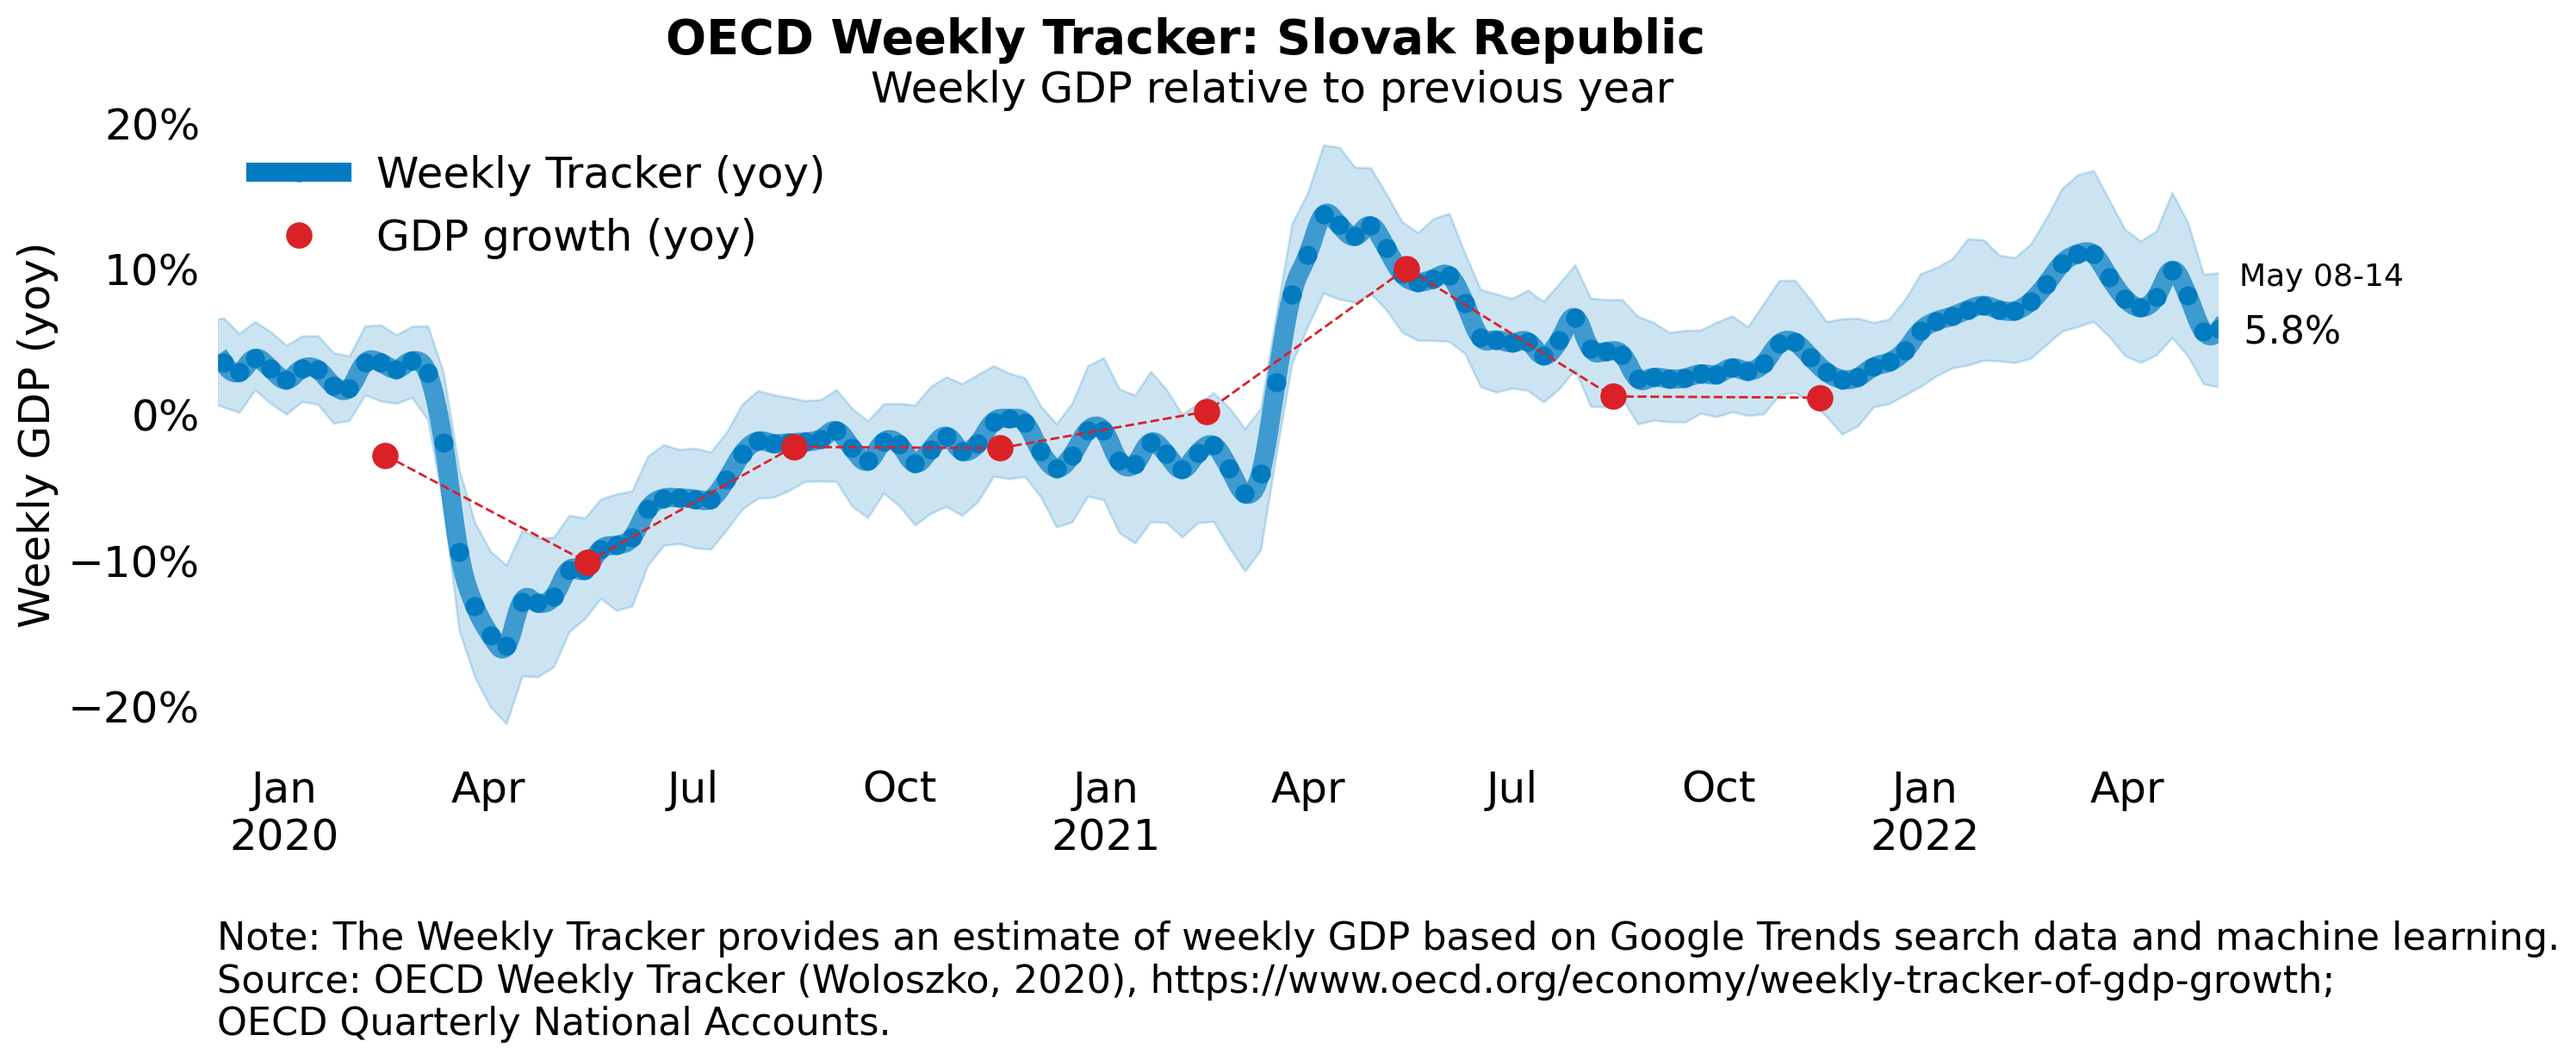 OECD Weekly Tracker: Slovak Republic
Weekly GDP relative to previous year
Weekly GDP (yoy)
20%
10%
0%
−10%
−20%
Weekly Tracker (yoy)
GDP growth (yoy)
May 08-14
5.8%
Jan Apr Jul Oct Jan Apr Jul Oct Jan Apr
2020 2021 2022
Note: The Weekly Tracker provides an estimate of weekly GDP based on Google Trends search data and machine learning.
Source: OECD Weekly Tracker (Woloszko, 2020), https://www.oecd.org/economy/weekly-tracker-of-gdp-growth;
OECD Quarterly National Accounts.